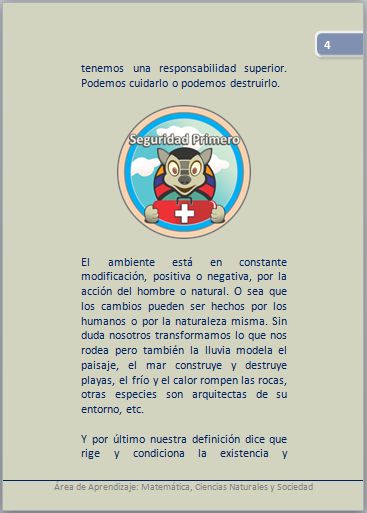 4
tenemos una responsabilidad superior.
Podemos cuidarlo o podemos destruirlo.
Seguridad Primero
El ambiente está en constante
modificación, positiva o negativa, por la
acción del hombre o natural. O sea que
los cambios pueden ser hechos por los
humanos o por la naturaleza misma. Sin
duda nosotros transformamos lo que nos
rodea pero también la lluvia modela el
paisaje, el mar construye y destruye
playas, el frío y el calor rompen las rocas,
otras especies son arquitectas de su
entorno, etc.
Y por último nuestra definición dice que
rige y condiciona la existencia y
Área de Aprendizaje: Matemática, Ciencias Naturales y Sociedad